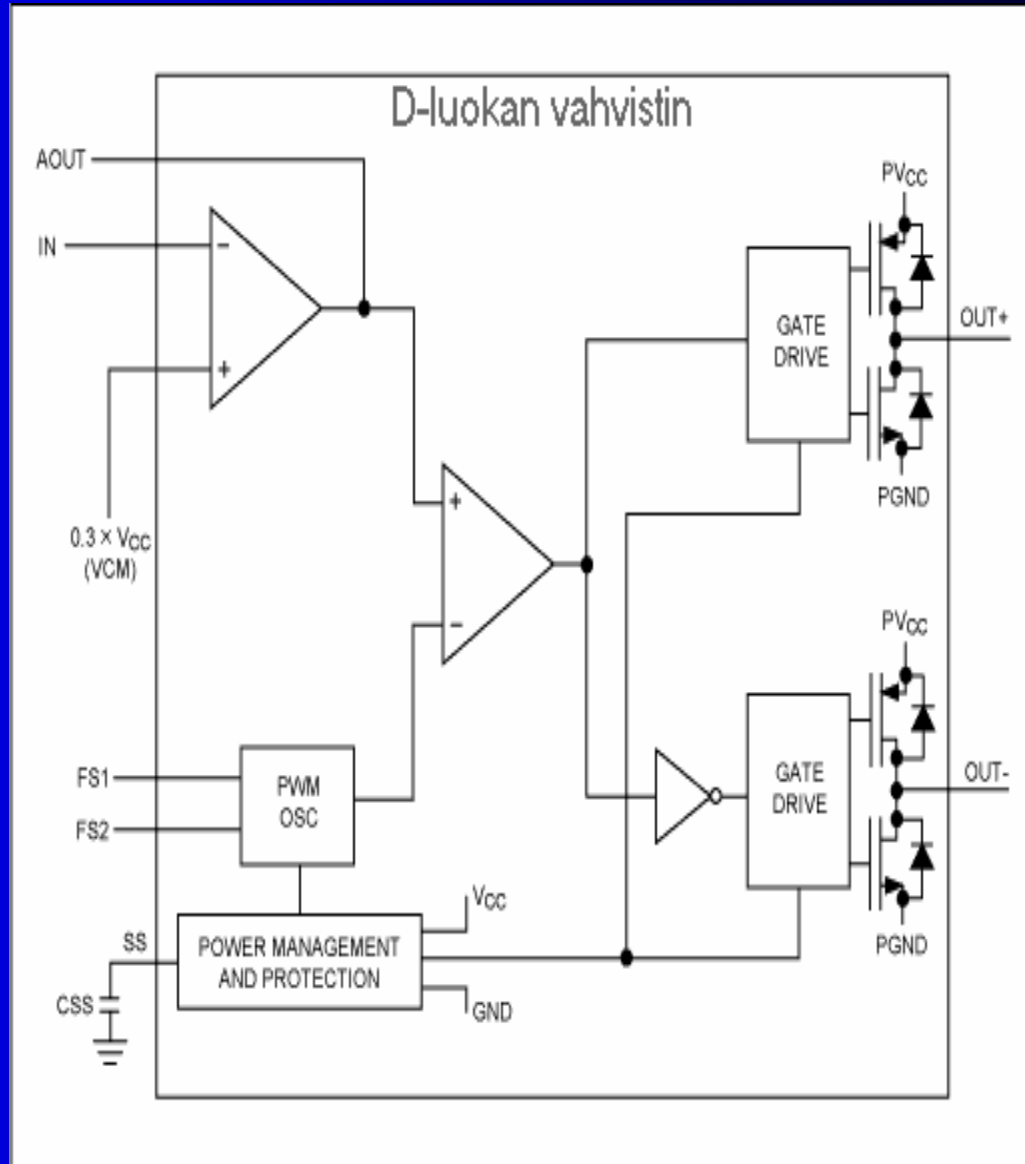 D-luokan vahvistin
AOUT
IN
-
+
0.3 × VCC
(VCM)
+
-
FS1
FS2
PWM
OSC
SS
CSS
POWER MANAGEMENT
AND PROTECTION
VCC
GND
GATE
DRIVE
PVCC
OUT+
PGND
GATE
DRIVE
PVCC
OUT-
PGND